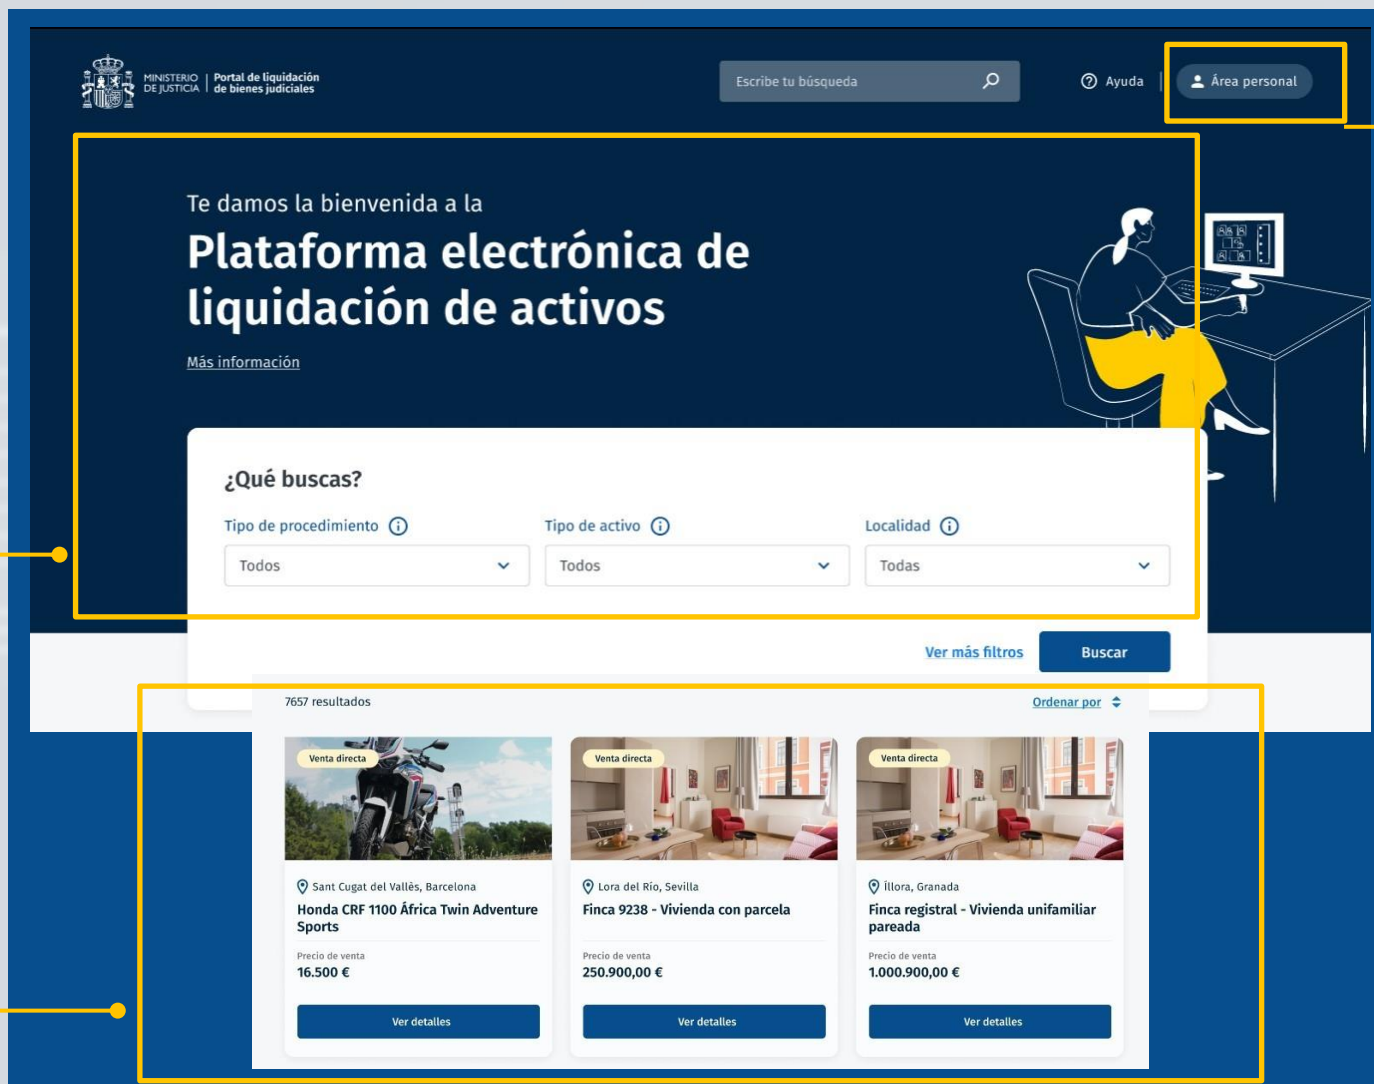 MINISTERIO
DE JUSTICIA
Portal de liquidación
de bienes judiciales
Escribe tu búsqueda
Ayuda
Área personal
Te damos la bienvenida a la
Plataforma electrónica de
liquidación de activos
Más información
¿Qué buscas?
Tipo de procedimiento
Tipo de activo
Localidad
Todos
Todos
Todas
Ver más filtros
Buscar
7657 resultados
Ordenar por
Venta directa
Sant Cugat del Vallès, Barcelona
Honda CRF 1100 África Twin Adventure
Sports
Precio de venta
16.500 €
Ver detalles
Venta directa
Lora del Río, Sevilla
Finca 9238 - Vivienda con parcela
Precio de venta
250.900,00 €
Ver detalles
Venta directa
Íllora, Granada
Finca registral - Vivienda unifamiliar
pareada
Precio de venta
1.000.900,00 €
Ver detalles